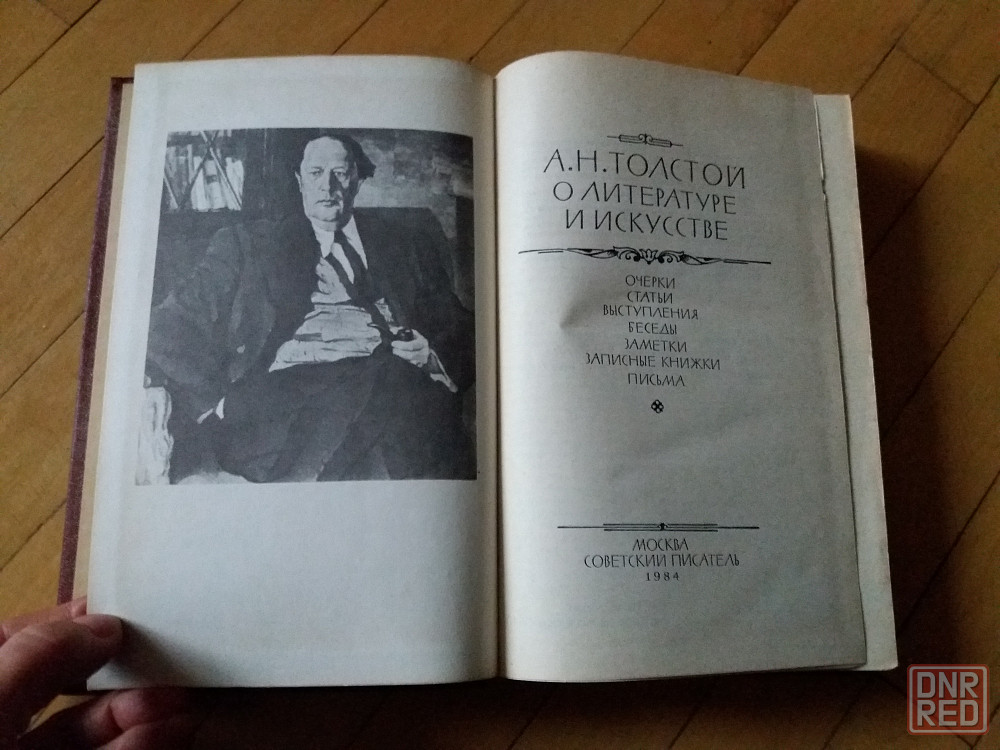 А.Н.ТОЛСТОЙ
О ЛИТЕРАТУРЕ
И ИСКУССТВЕ
ОЧЕРКИ
СТАТЬИ
ВЫСТУПЛЕНИЯ
БЕСЕДЫ
ЗАМЕТКИ
ЗАПИСНЫЕ КНИЖКИ
ПИСЬМА
МОСКВА
СОВЕТСКИЙ ПИСАТЕЛЬ
1984
DNR
RED